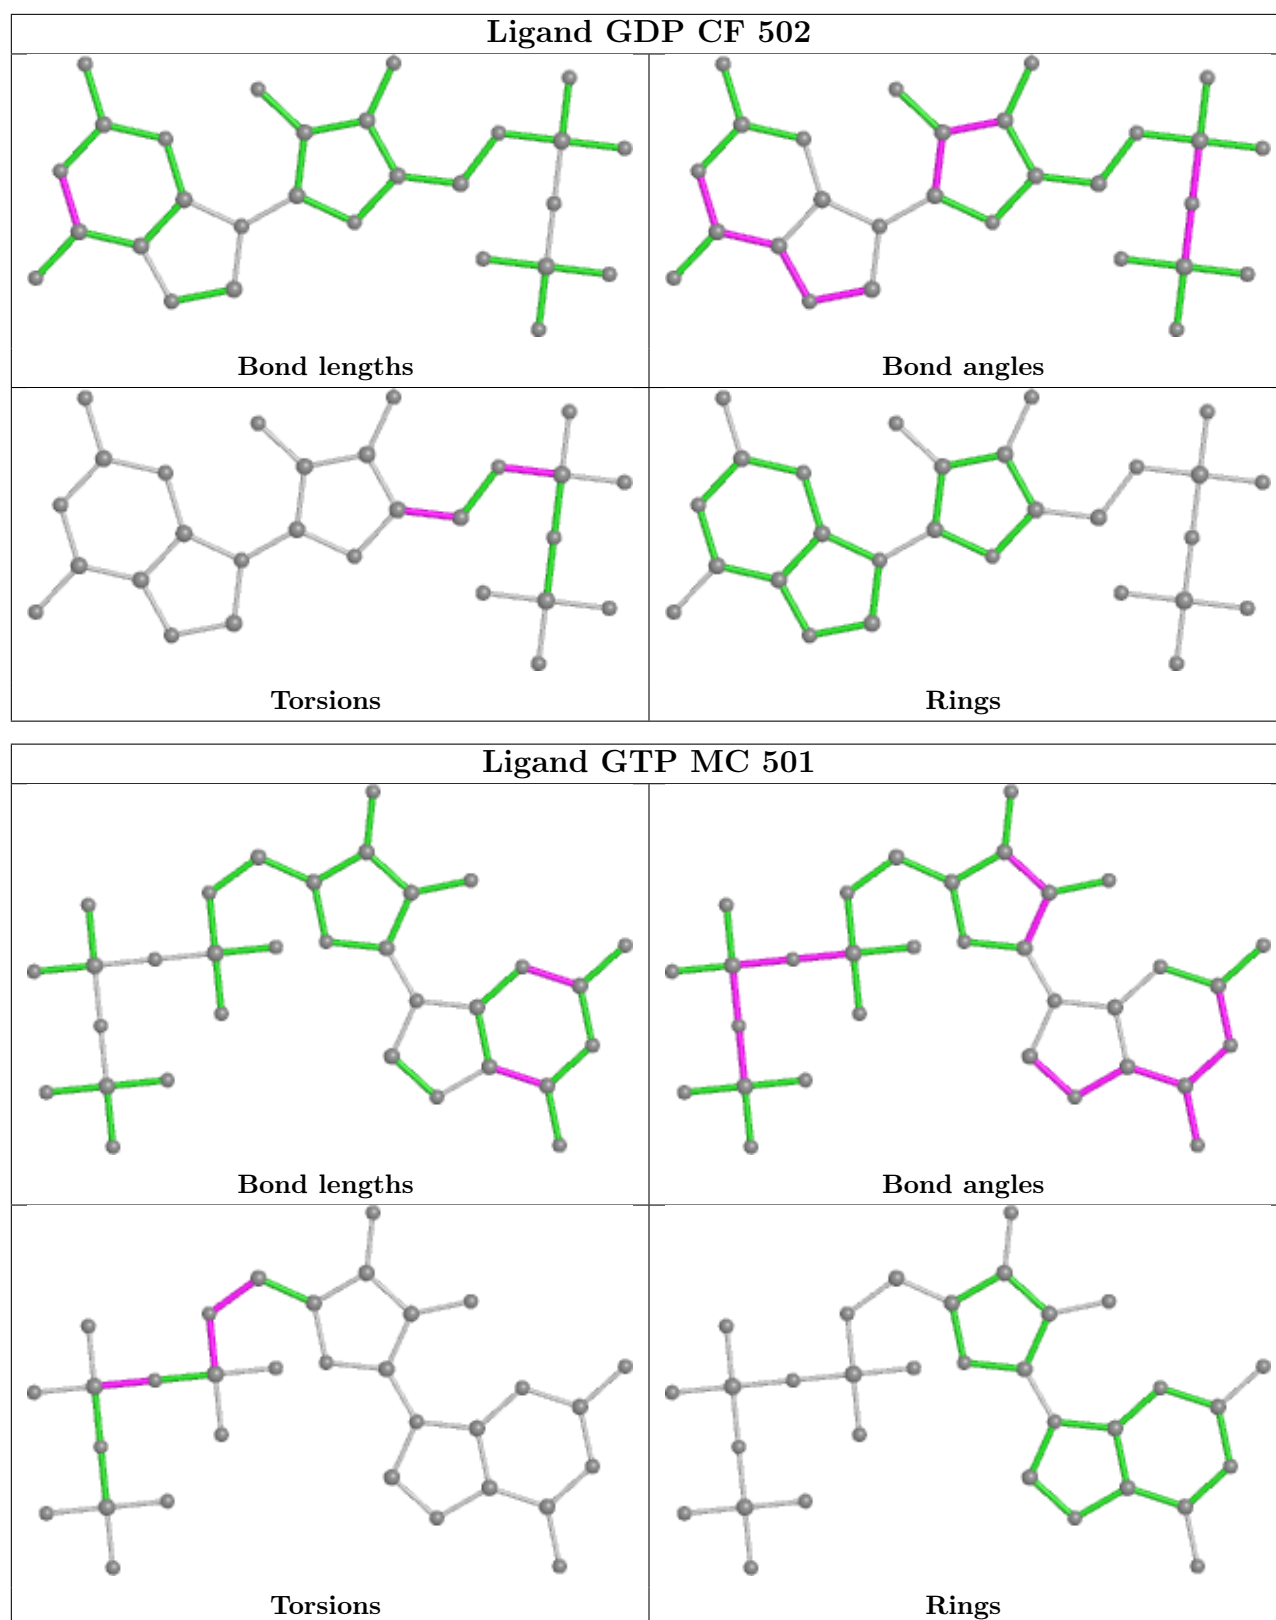 Ligand GDP CF 502
Bond lengths
Bond angles
Torsions
Rings
Ligand GTP MC 501
Bond lengths
Bond angles
Torsions
Rings